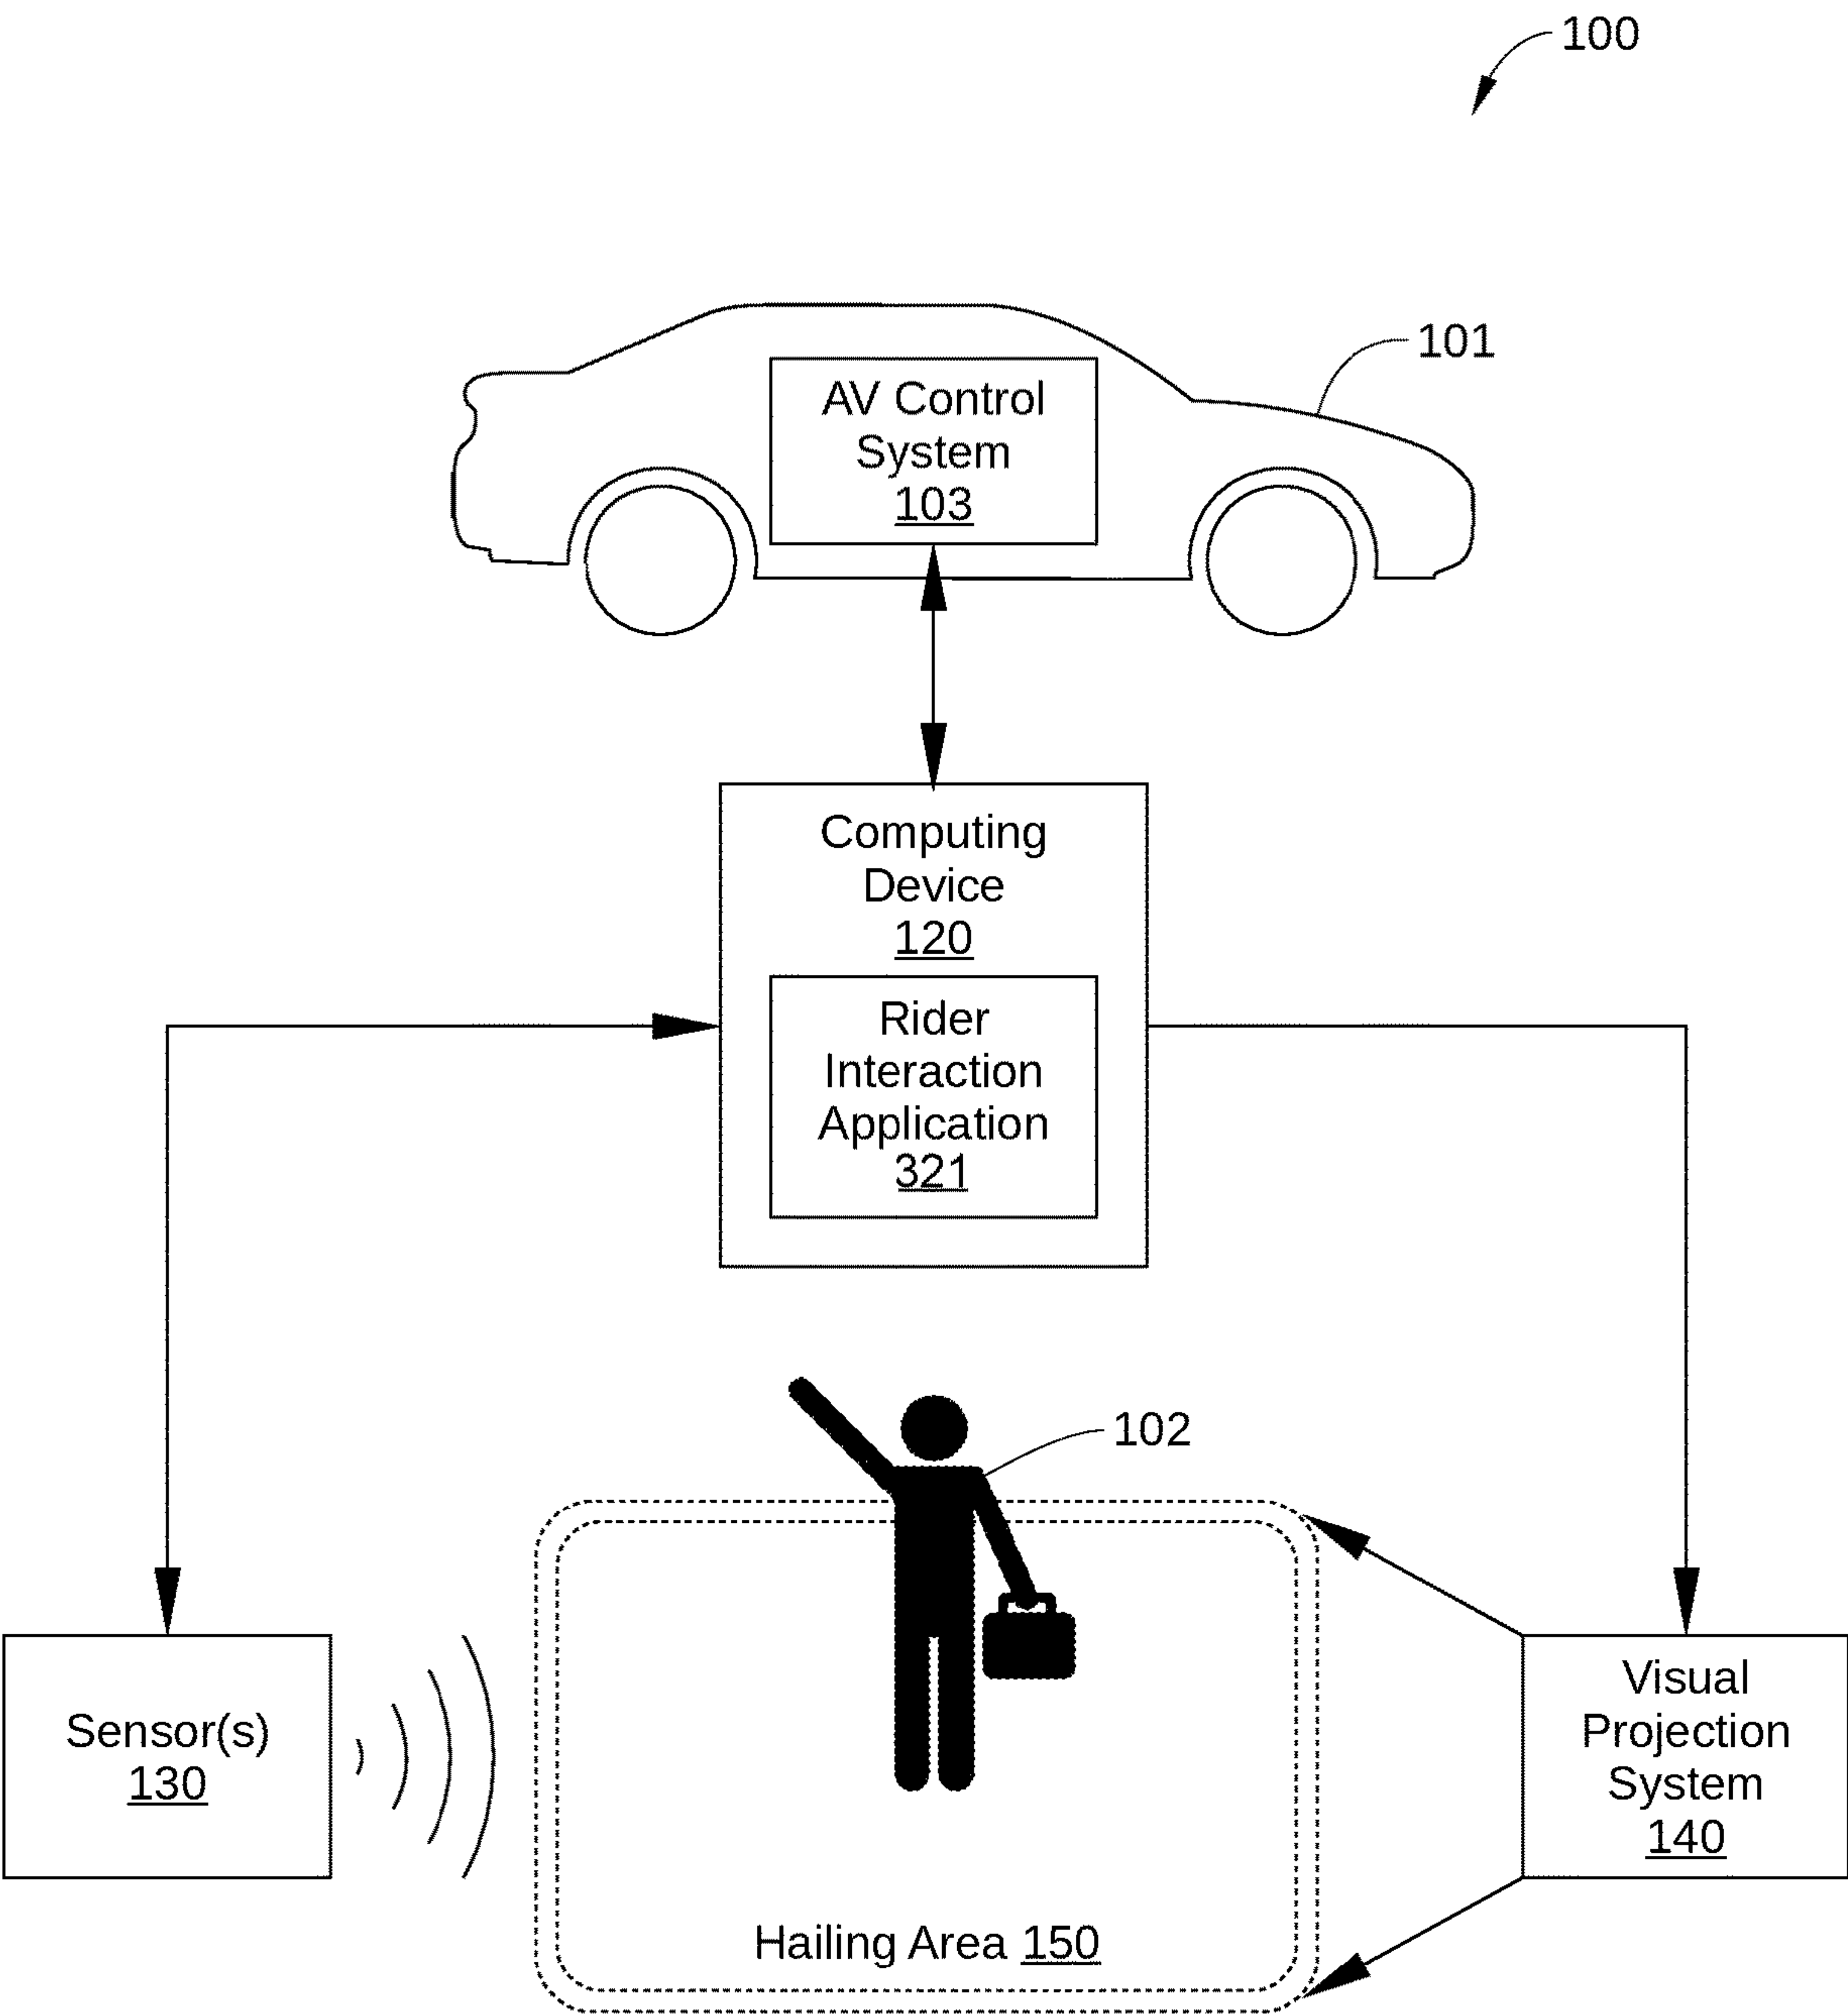 100
101
AV Control
System
103
Computing
Device
120
Rider
Interaction
Application
321
102
Sensor(s)
130
Visual
Projection
System
140
Hailing Area 150